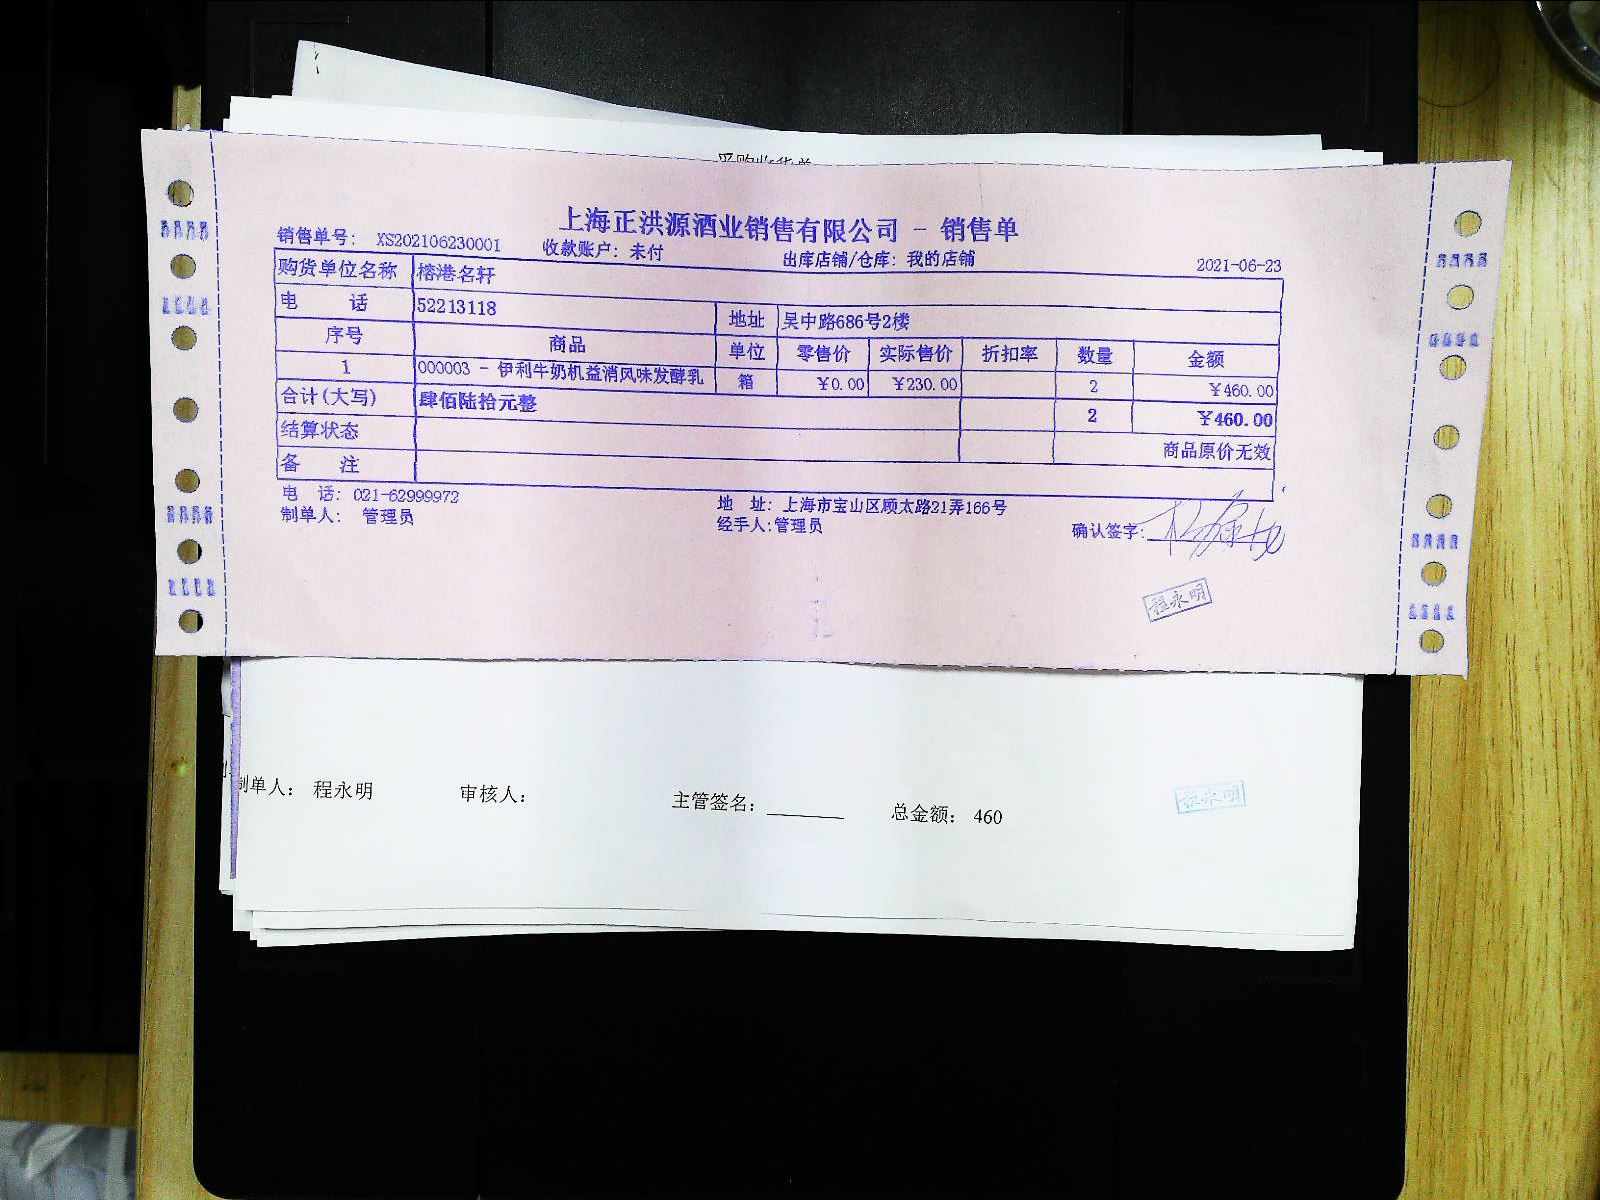 采购收货单
上海正洪源酒业销售有限公司 - 销售单
销售单号: XS202106230001 收款账户: 未付 出库店铺/仓库: 我的店铺 2021-06-23
购货单位名称 榕港名轩
电 话 52213118 地址 吴中路686号2楼
序号 商品 单位 零售价 实际售价 折扣率 数量 金额
1 000003 - 伊利牛奶机益消风味发酵乳 箱 ￥0.00 ￥230.00 2 ￥460.00
合计(大写) 肆佰陆拾元整 2 ￥460.00
结算状态 商品原价无效
备 注
电 话: 021-62999972 地 址: 上海市宝山区顾太路21弄166号
制单人: 管理员 经手人:管理员 确认签字:
程永明
制单人: 程永明 审核人: 主管签名: 总金额: 460
程永明